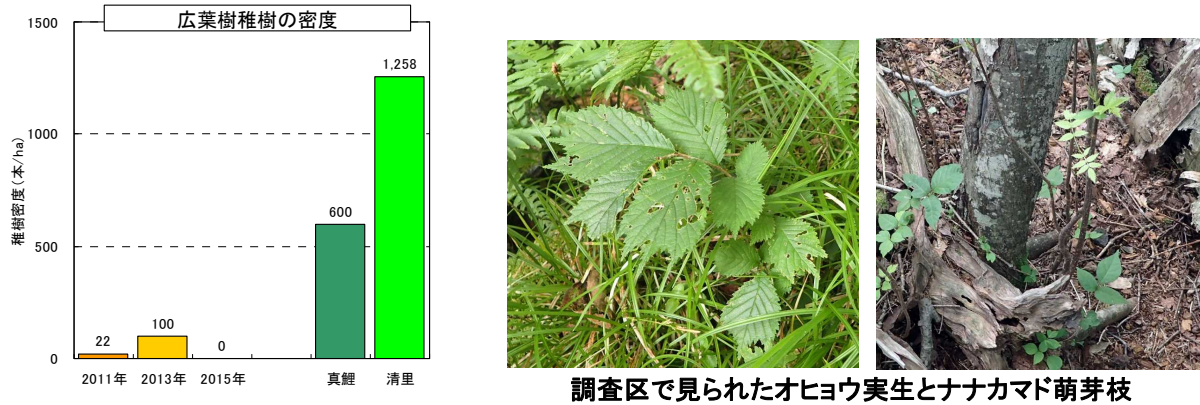 広葉樹稚樹の密度
1500
1000
500
0
稚樹密度(本/ha)
22
100
0
600
1,258
2011年
2013年
2015年
真鯉
清里
調査区で見られたオヒョウ実生とナナカマド萌芽枝